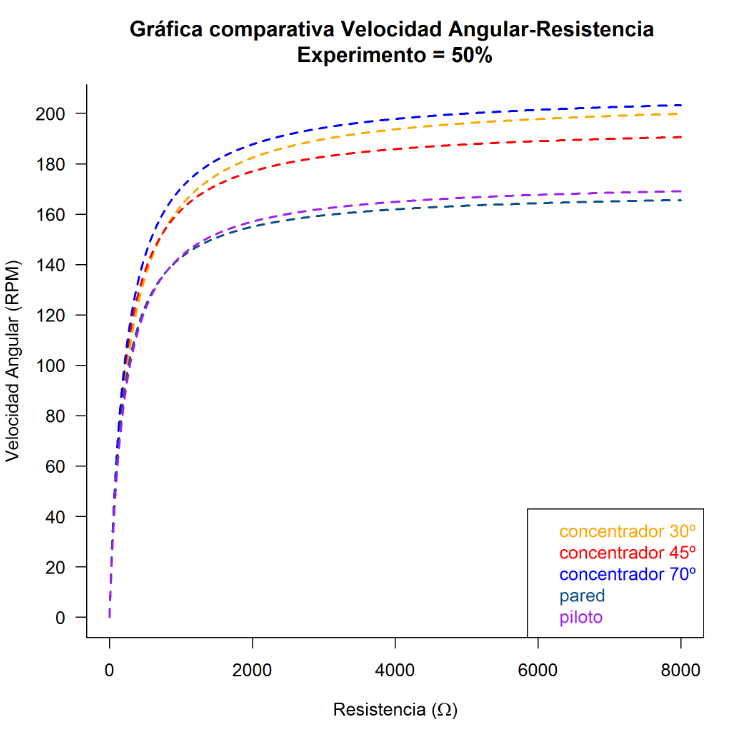 Gráfica comparativa Velocidad Angular-Resistencia
Experimento = 50%
Velocidad Angular (RPM)
200
180
160
140
120
100
80
60
40
20
0
concentrador 30º
concentrador 45º
concentrador 70º
pared
piloto
0 2000 4000 6000 8000
Resistencia (Ω)